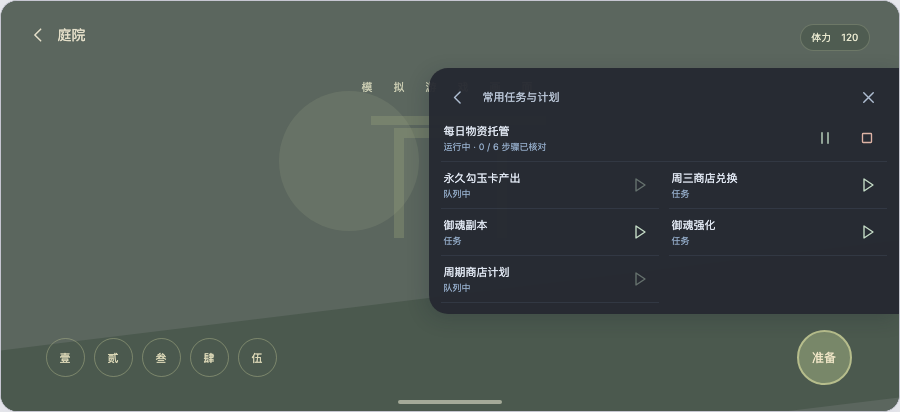 庭院
体力 120
模 拟
常用任务与计划
每日物资托管
运行中 · 0 / 6 步骤已核对
永久勾玉卡产出
队列中
周三商店兑换
任务
御魂副本
任务
御魂强化
任务
周期商店计划
队列中
壹 贰 叁 肆 伍
准备